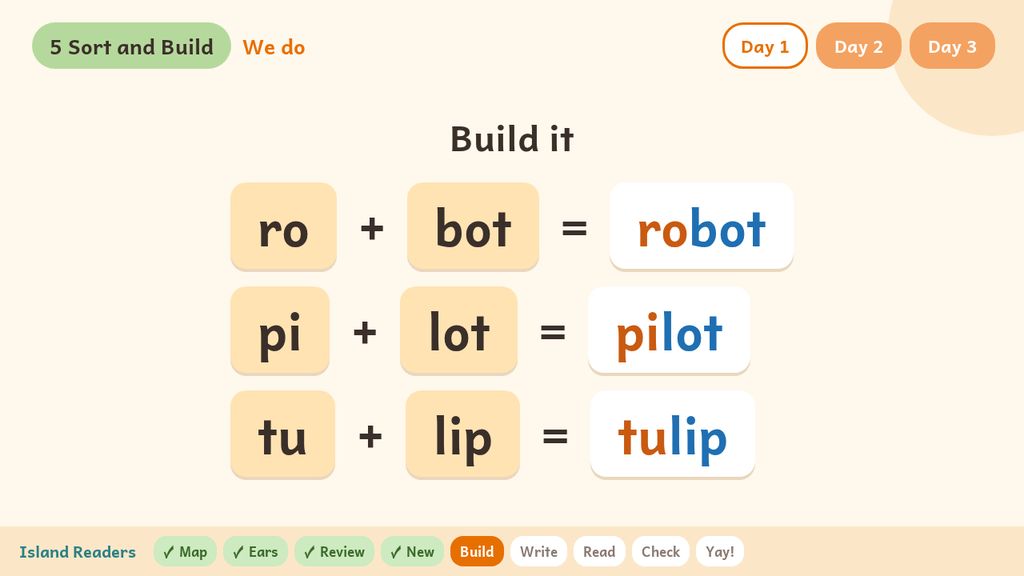 5 Sort and Build We do Day 1 Day 2 Day 3
Build it
ro + bot = robot
pi + lot = pilot
tu + lip = tulip
Island Readers ✓ Map ✓ Ears ✓ Review ✓ New Build Write Read Check Yay!